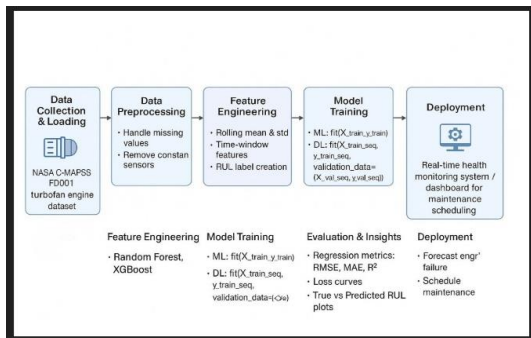 Data
Collection
& Loading
NASA C-MAPSS
FD001
turbofan engine
dataset
Data
Preprocessing
• Handle missing
values
• Remove constan
sensors
Feature
Engineering
• Rolling mean & std
• Time-window
features
• RUL label creation
Model
Training
• ML: fit(X_train_y_train)
• DL: fit(X_train_seq,
y_train_seq,
validation_data=
(X_val_seq, y_val_seq))
Deployment
Real-time health
monitoring system /
dashboard for
maintenance
scheduling
Feature Engineering
• Random Forest,
XGBoost
Model Training
• ML: fit(X_train_y_train)
• DL: fit(X_train_seq,
y_train_seq,
Evaluation & Insights
• Regression metrics:
RMSE, MAE, R²
• Loss curves
• True vs Predicted RUL
plots
Deployment
• Forecast engr'
failure
• Schedule
maintenance